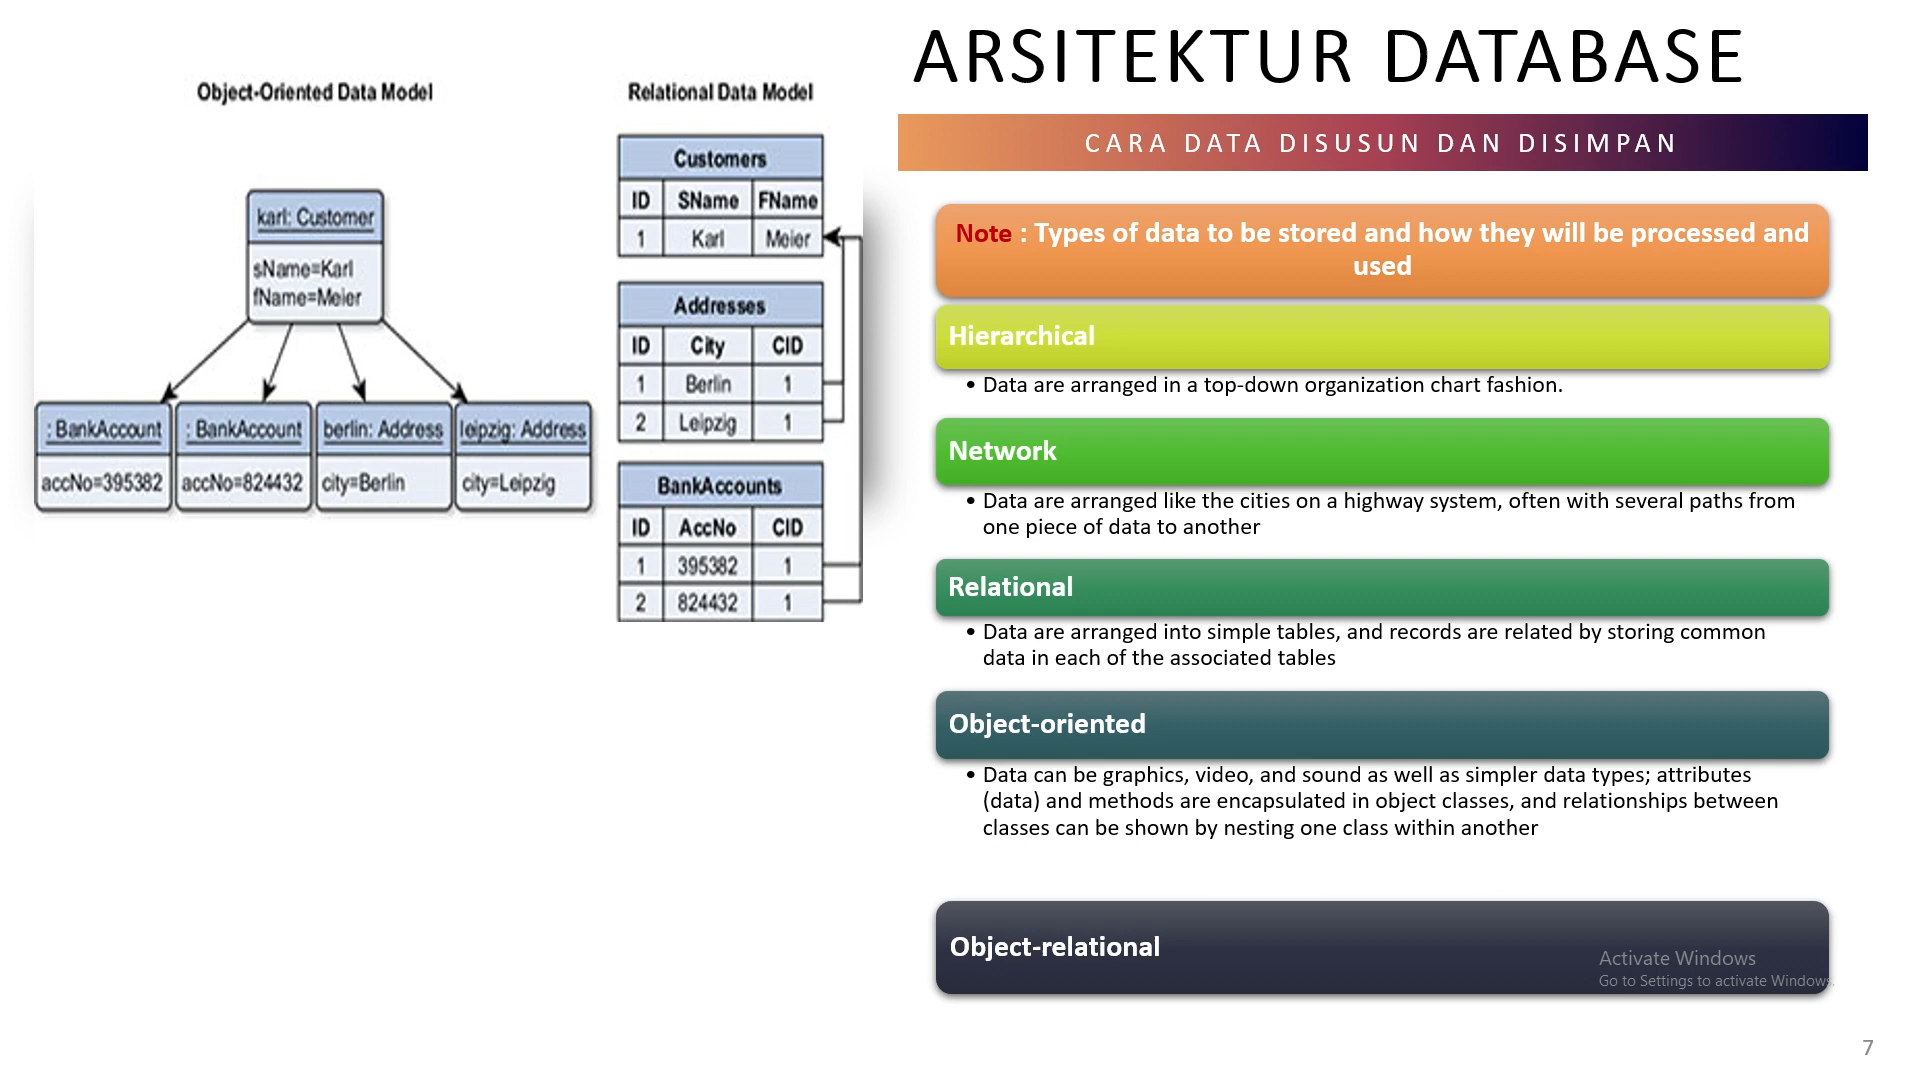 ARSITEKTUR DATABASE
CARA DATA DISUSUN DAN DISIMPAN
Object-Oriented Data Model
karl: Customer
sName=Karl
fName=Meier
: BankAccount
accNo=395382
: BankAccount
accNo=824432
berlin: Address
city=Berlin
leipzig: Address
city=Leipzig
Relational Data Model
Customers
ID SName FName
1 Karl Meier
Addresses
ID City CID
1 Berlin 1
2 Leipzig 1
BankAccounts
ID AccNo CID
1 395382 1
2 824432 1
Note : Types of data to be stored and how they will be processed and
used
Hierarchical
• Data are arranged in a top-down organization chart fashion.
Network
• Data are arranged like the cities on a highway system, often with several paths from
one piece of data to another
Relational
• Data are arranged into simple tables, and records are related by storing common
data in each of the associated tables
Object-oriented
• Data can be graphics, video, and sound as well as simpler data types; attributes
(data) and methods are encapsulated in object classes, and relationships between
classes can be shown by nesting one class within another
Object-relational
Activate Windows
Go to Settings to activate Windows.
7